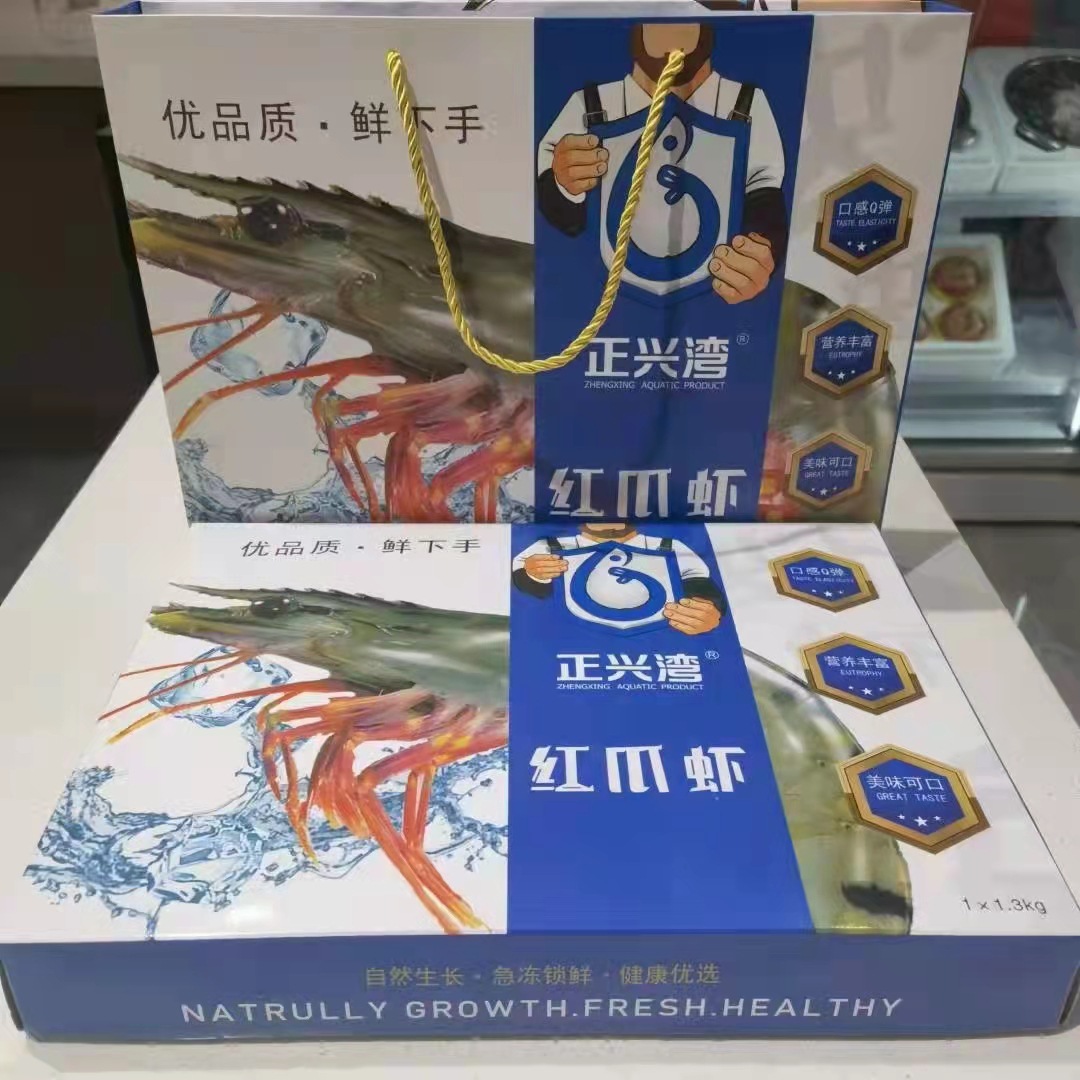 优品质·鲜下手
口感Q弹
TASTE ELASTICITY
营养丰富
EUTROPHY
正兴湾®
ZHENGXING AQUATIC PRODUCT
美味可口
GREAT TASTE
红爪虾
优品质·鲜下手
口感Q弹
TASTE ELASTICITY
营养丰富
EUTROPHY
正兴湾®
ZHENGXING AQUATIC PRODUCT
红爪虾
美味可口
GREAT TASTE
1×1.3kg
自然生长·急冻锁鲜·健康优选
NATRULLY GROWTH.FRESH.HEALTHY